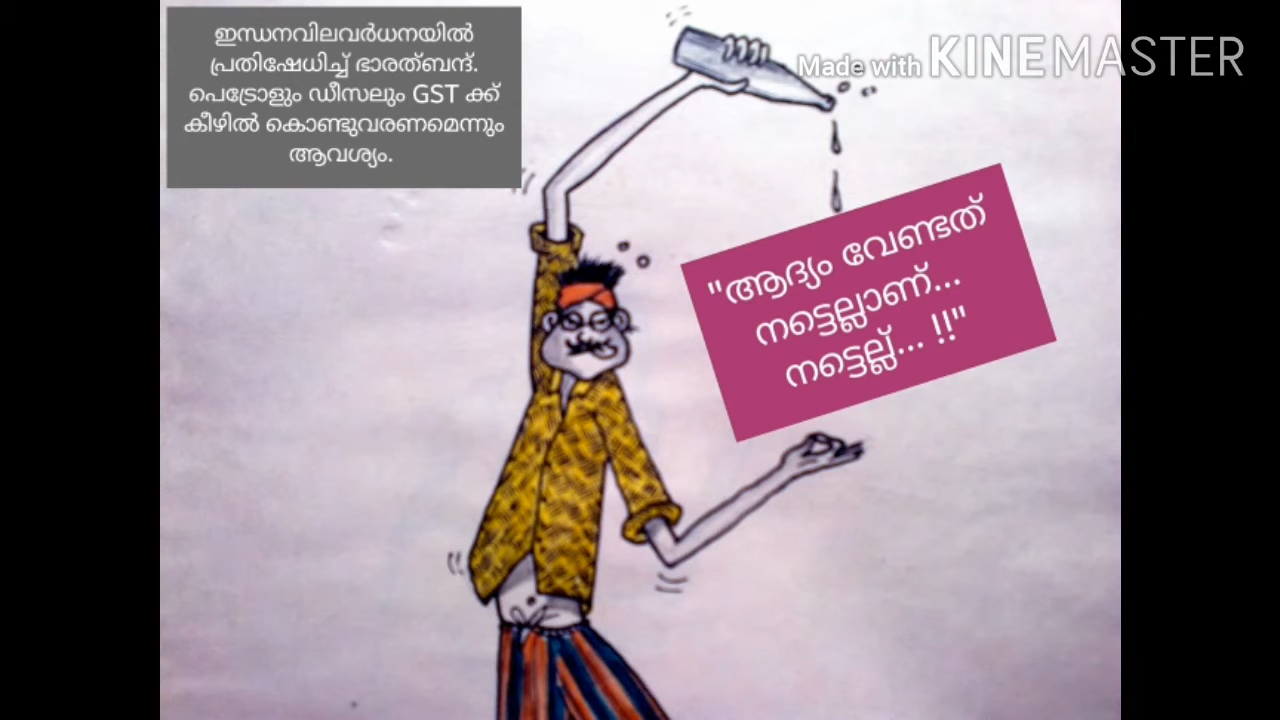 ഇന്ധനവിലവർധനയിൽ
പ്രതിഷേധിച്ച് ഭാരത്ബന്ദ്.
പെട്രോളും ഡീസലും GST ക്ക്
കീഴിൽ കൊണ്ടുവരണമെന്നും
ആവശ്യം.
Made with KINEMASTER
"ആദ്യം വേണ്ടത്
നട്ടെല്ലാണ്...
നട്ടെല്ല്... !!"